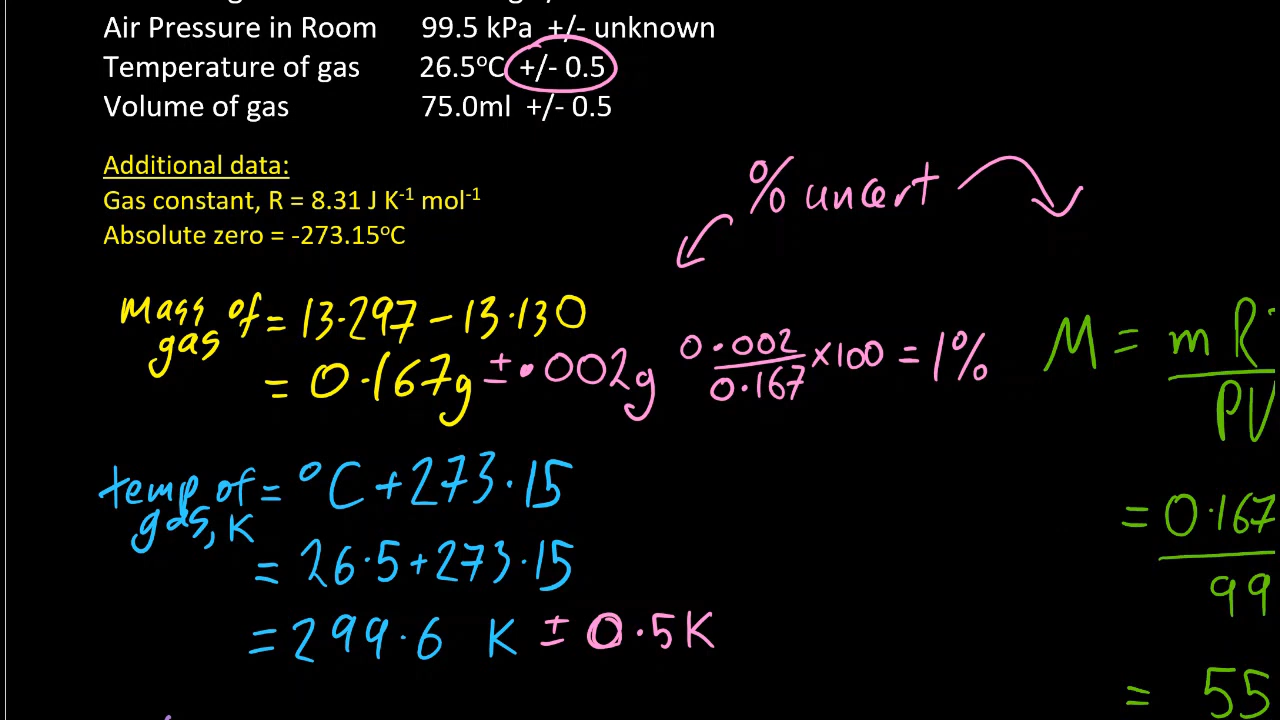 Air Pressure in Room 99.5 kPa +/- unknown
Temperature of gas 26.5°C +/- 0.5
Volume of gas 75.0ml +/- 0.5
Additional data:
Gas constant, R = 8.31 J K⁻¹ mol⁻¹
Absolute zero = -273.15°C
% uncert
mass of gas = 13.297 - 13.130
= 0.167g ± .002g 0.002/0.167 x 100 = 1%
M = m R / PV
temp of gas, K = °C + 273.15
= 0.167 / 99
= 26.5 + 273.15
= 299.6 K ± 0.5K
= 55